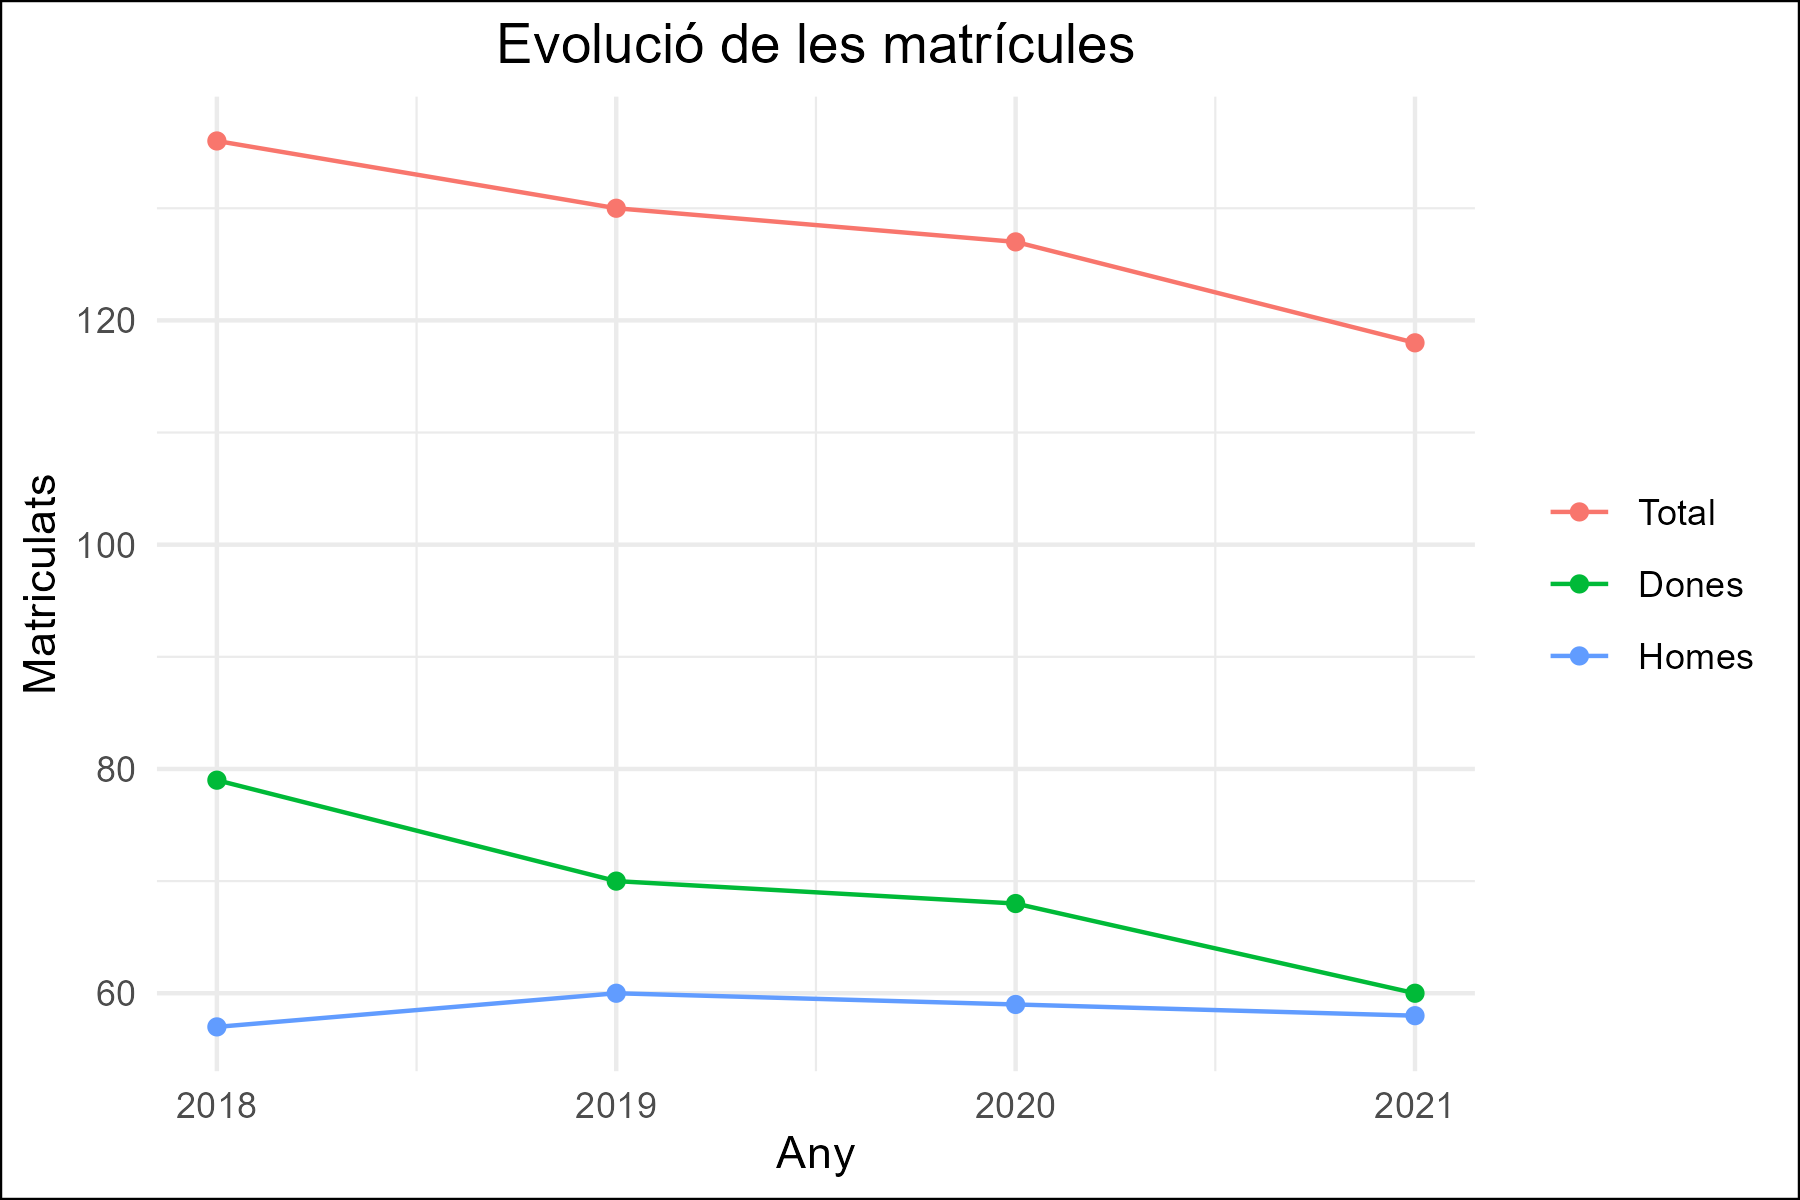 Evolució de les matrícules
Matriculats
120
100
80
60
2018
2019
2020
2021
Any
Total
Dones
Homes